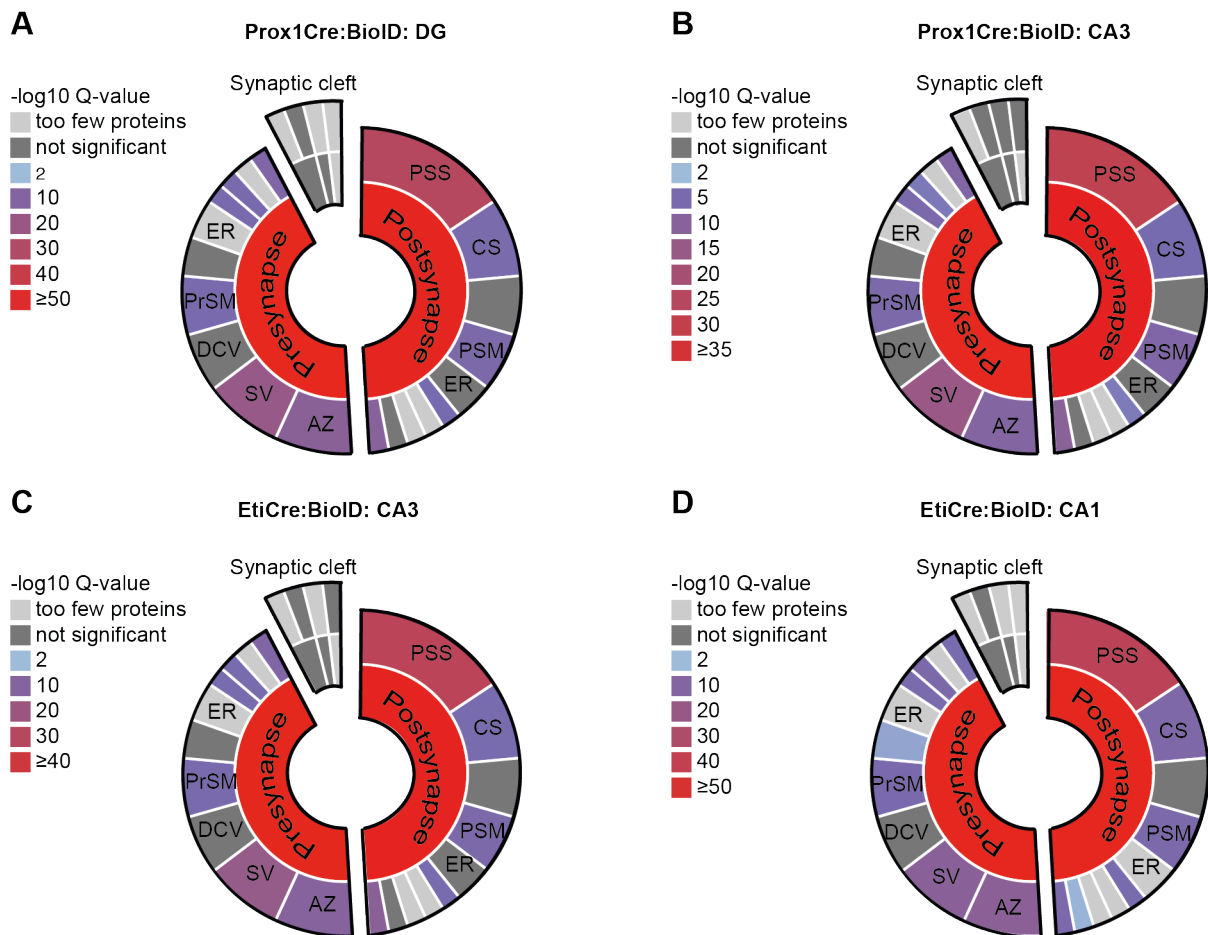 A
Prox1Cre:BioID: DG
Synaptic cleft
-log10 Q-value
too few proteins
not significant
2
10
20
30
40
≥50
PSS
CS
PSM
ER
Postsynapse
Presynapse
ER
PrSM
DCV
SV
AZ
B
Prox1Cre:BioID: CA3
Synaptic cleft
-log10 Q-value
too few proteins
not significant
2
5
10
15
20
25
30
≥35
PSS
CS
PSM
ER
Postsynapse
Presynapse
ER
PrSM
DCV
SV
AZ
C
EtiCre:BioID: CA3
Synaptic cleft
-log10 Q-value
too few proteins
not significant
2
10
20
30
≥40
PSS
CS
PSM
ER
Postsynapse
Presynapse
ER
PrSM
DCV
SV
AZ
D
EtiCre:BioID: CA1
Synaptic cleft
-log10 Q-value
too few proteins
not significant
2
10
20
30
40
≥50
PSS
CS
PSM
ER
Postsynapse
Presynapse
ER
PrSM
DCV
SV
AZ